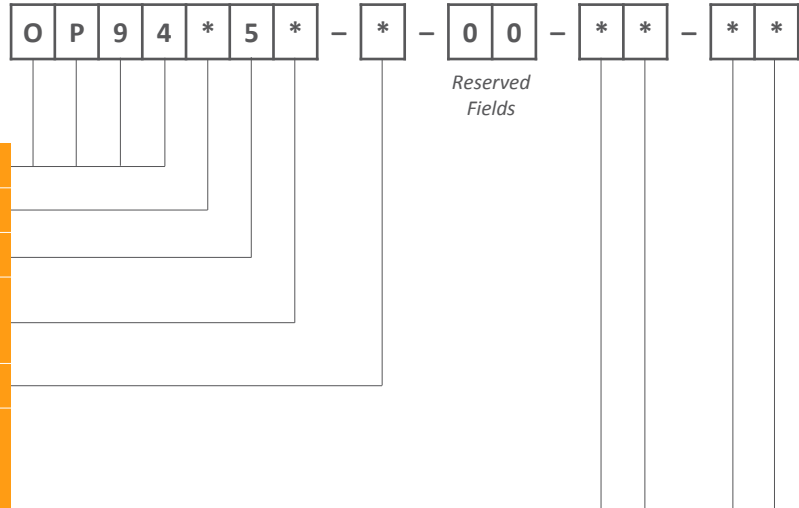 O P 9 4 * 5 * – * – 0 0 – * * – * *
Reserved
Fields